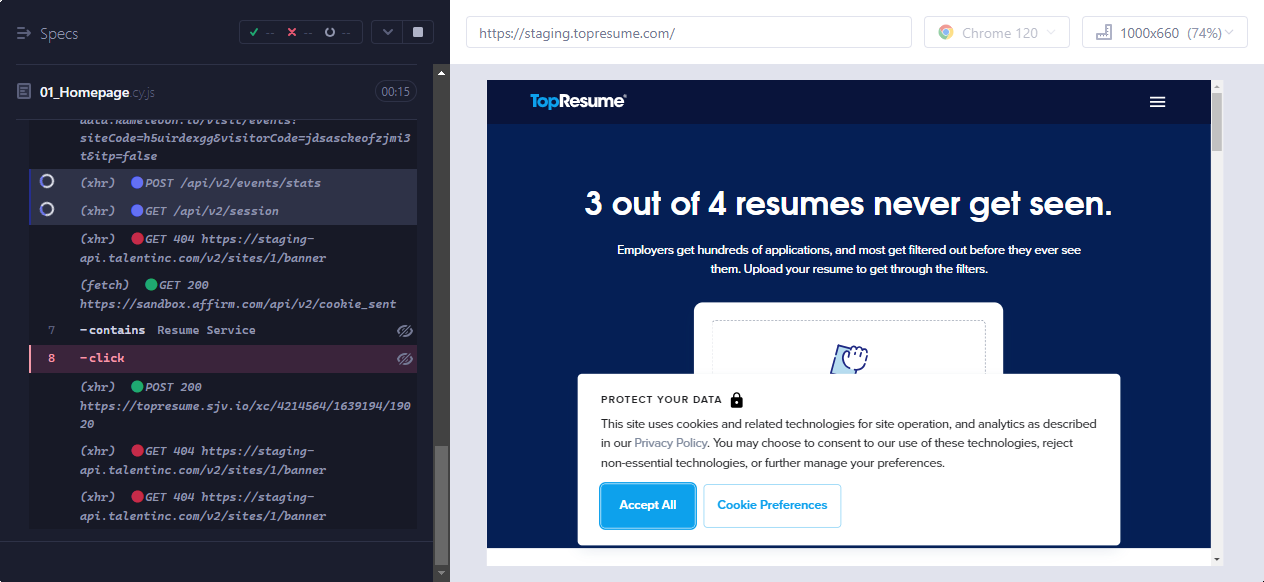 Specs
-- -- --
01_Homepage.cy.js
00:15
data.kameleoon.io/visit/events?
siteCode=h5uirdexgg&visitorCode=jdsasckeofzjmi3
t&itp=false
(xhr) POST /api/v2/events/stats
(xhr) GET /api/v2/session
(xhr) GET 404 https://staging-
api.talentinc.com/v2/sites/1/banner
(fetch) GET 200
https://sandbox.affirm.com/api/v2/cookie_sent
7 -contains Resume Service
8 -click
(xhr) POST 200
https://topresume.sjv.io/xc/4214564/1639194/190
20
(xhr) GET 404 https://staging-
api.talentinc.com/v2/sites/1/banner
(xhr) GET 404 https://staging-
api.talentinc.com/v2/sites/1/banner
https://staging.topresume.com/
Chrome 120
1000x660 (74%)
TopResume®
3 out of 4 resumes never get seen.
Employers get hundreds of applications, and most get filtered out before they ever see
them. Upload your resume to get through the filters.
PROTECT YOUR DATA
This site uses cookies and related technologies for site operation, and analytics as described
in our Privacy Policy. You may choose to consent to our use of these technologies, reject
non-essential technologies, or further manage your preferences.
Accept All
Cookie Preferences